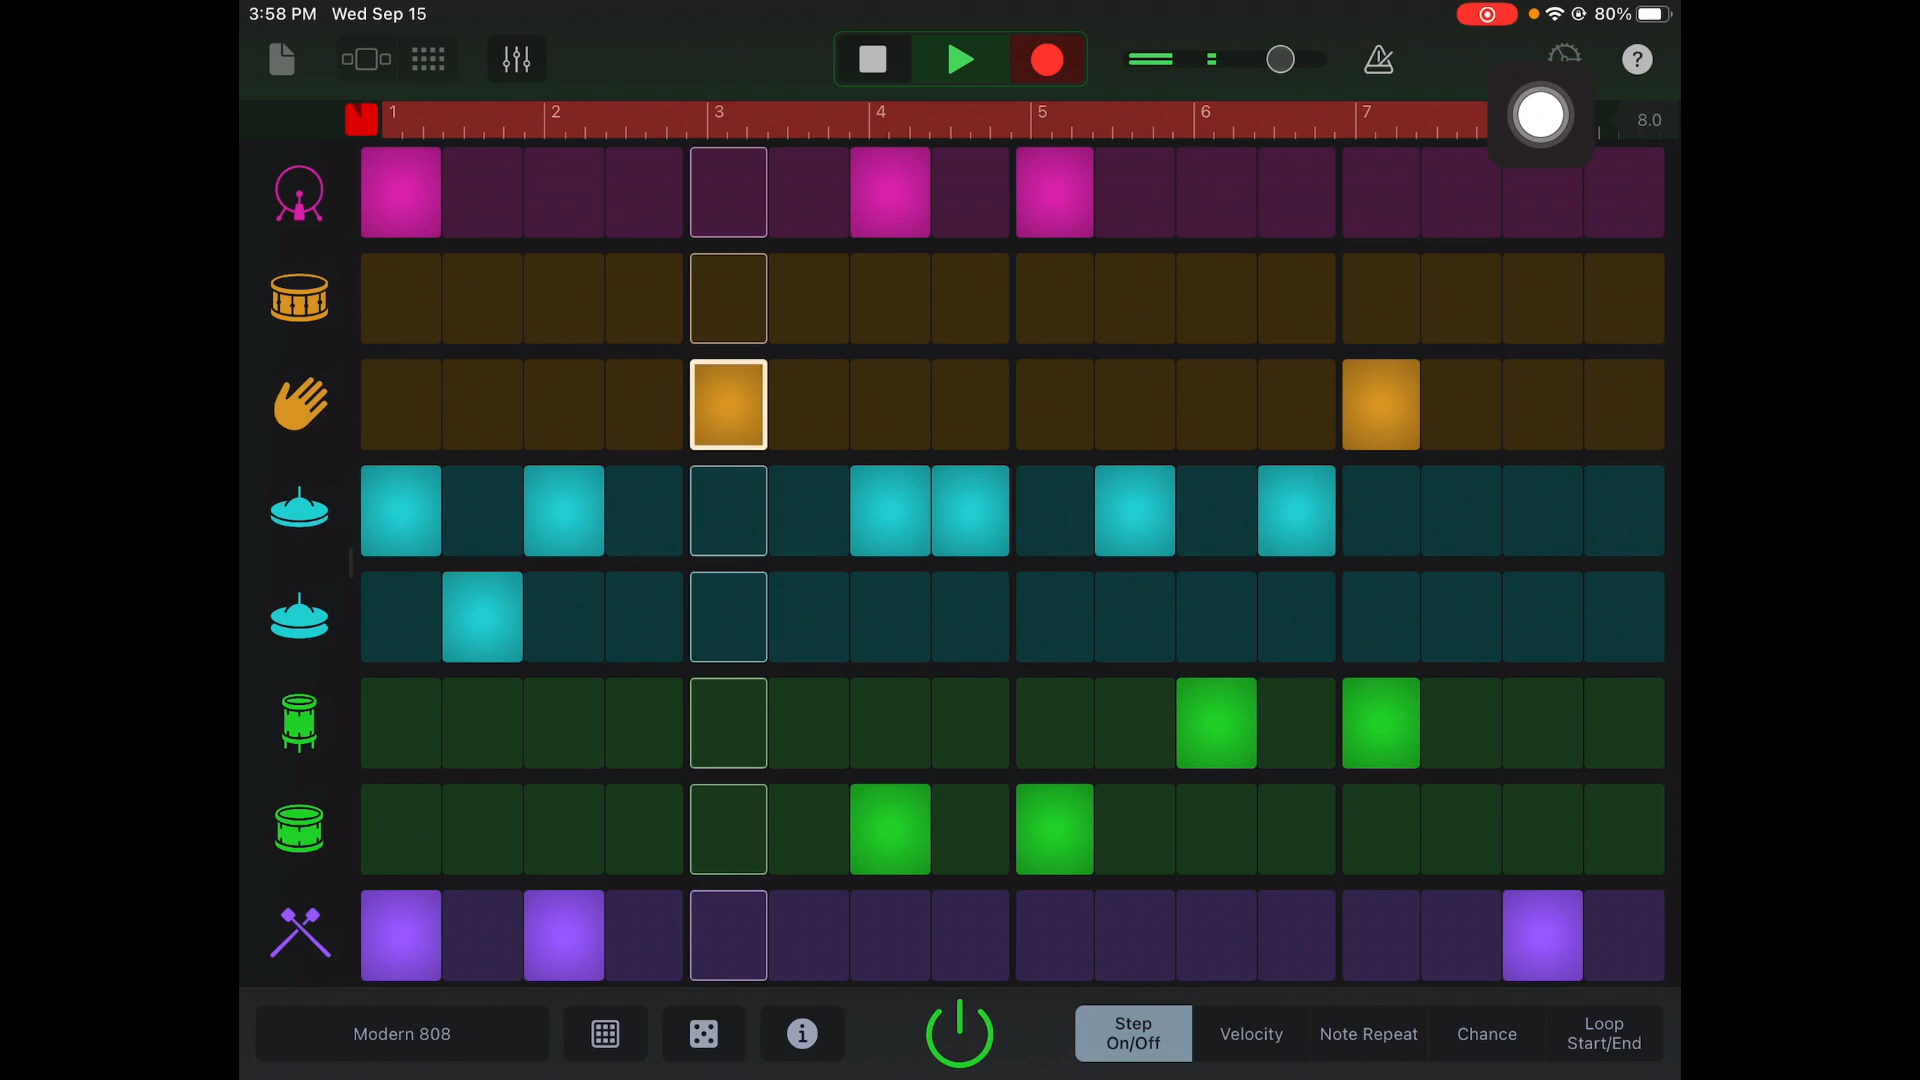 3:58 PM Wed Sep 15
80%
?
1 2 3 4 5 6 7
8.0
Modern 808
i
Step
On/Off
Velocity
Note Repeat
Chance
Loop
Start/End